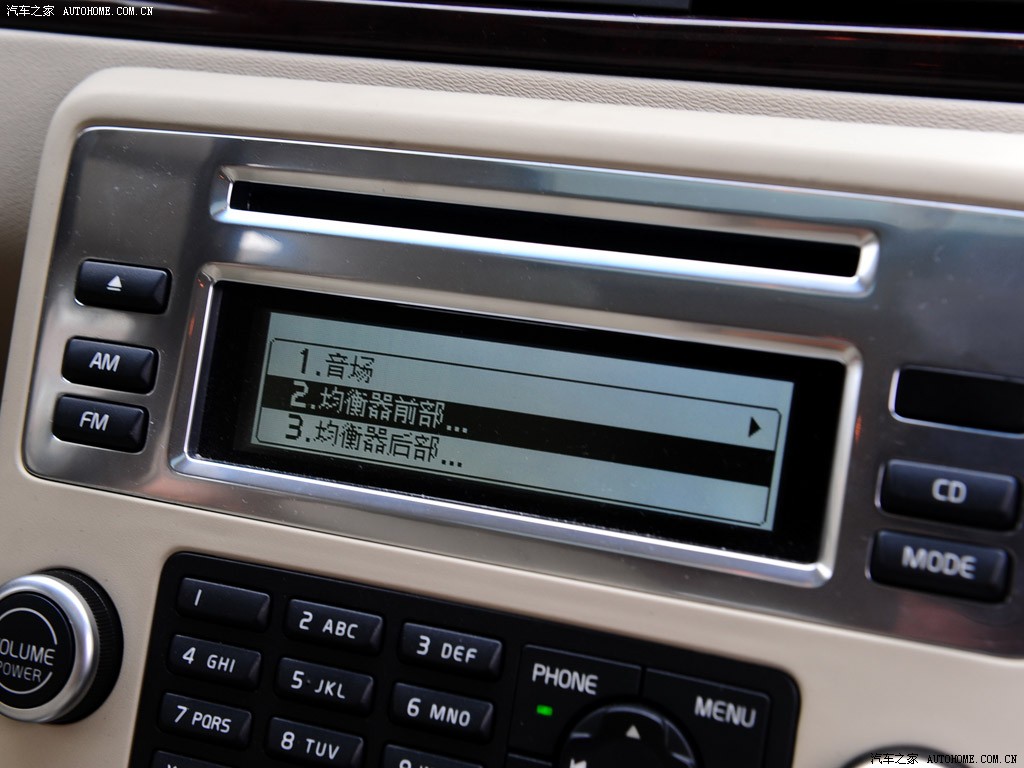 汽车之家 AUTOHOME.COM.CN
AM
FM
1.音场
2.均衡器前部...
3.均衡器后部...
CD
MODE
VOLUME
POWER
1
2 ABC
3 DEF
4 GHI
5 JKL
6 MNO
7 PQRS
8 TUV
PHONE
MENU
汽车之家 AUTOHOME.COM.CN